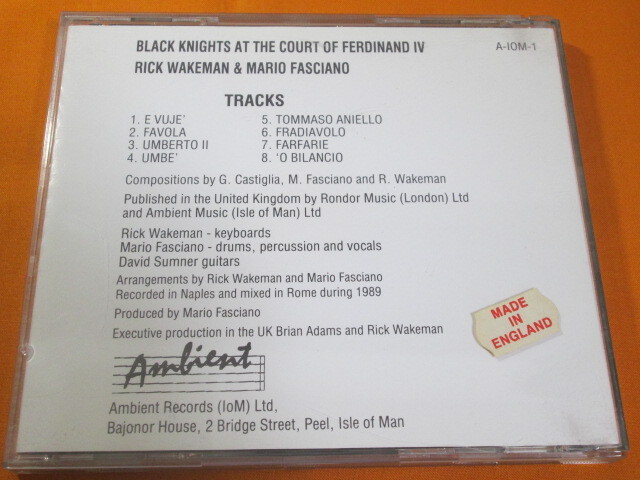 BLACK KNIGHTS AT THE COURT OF FERDINAND IV
A-IOM-1
RICK WAKEMAN & MARIO FASCIANO
TRACKS
1. E VUJE'
2. FAVOLA
3. UMBERTO II
4. UMBE'
5. TOMMASO ANIELLO
6. FRADIAVOLO
7. FARFARIE
8. 'O BILANCIO
Compositions by G. Castiglia, M. Fasciano and R. Wakeman
Published in the United Kingdom by Rondor Music (London) Ltd
and Ambient Music (Isle of Man) Ltd
Rick Wakeman - keyboards
Mario Fasciano - drums, percussion and vocals
David Sumner guitars
Arrangements by Rick Wakeman and Mario Fasciano
Recorded in Naples and mixed in Rome during 1989
Produced by Mario Fasciano
Executive production in the UK Brian Adams and Rick Wakeman
MADE
IN
ENGLAND
Ambient
Ambient Records (IoM) Ltd,
Bajonor House, 2 Bridge Street, Peel, Isle of Man